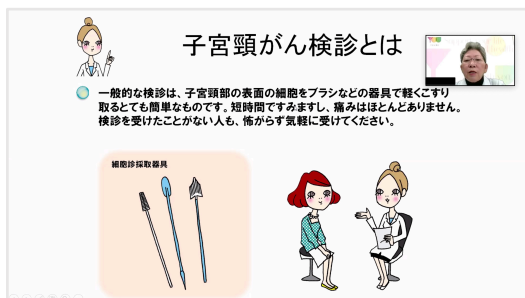 子宮頸がん検診とは
一般的な検診は、子宮頸部の表面の細胞をブラシなどの器具で軽くこすり
取るとても簡単なものです。短時間ですみますし、痛みはほとんどありません。
検診を受けたことがない人も、怖がらず気軽に受けてください。
細胞診採取器具